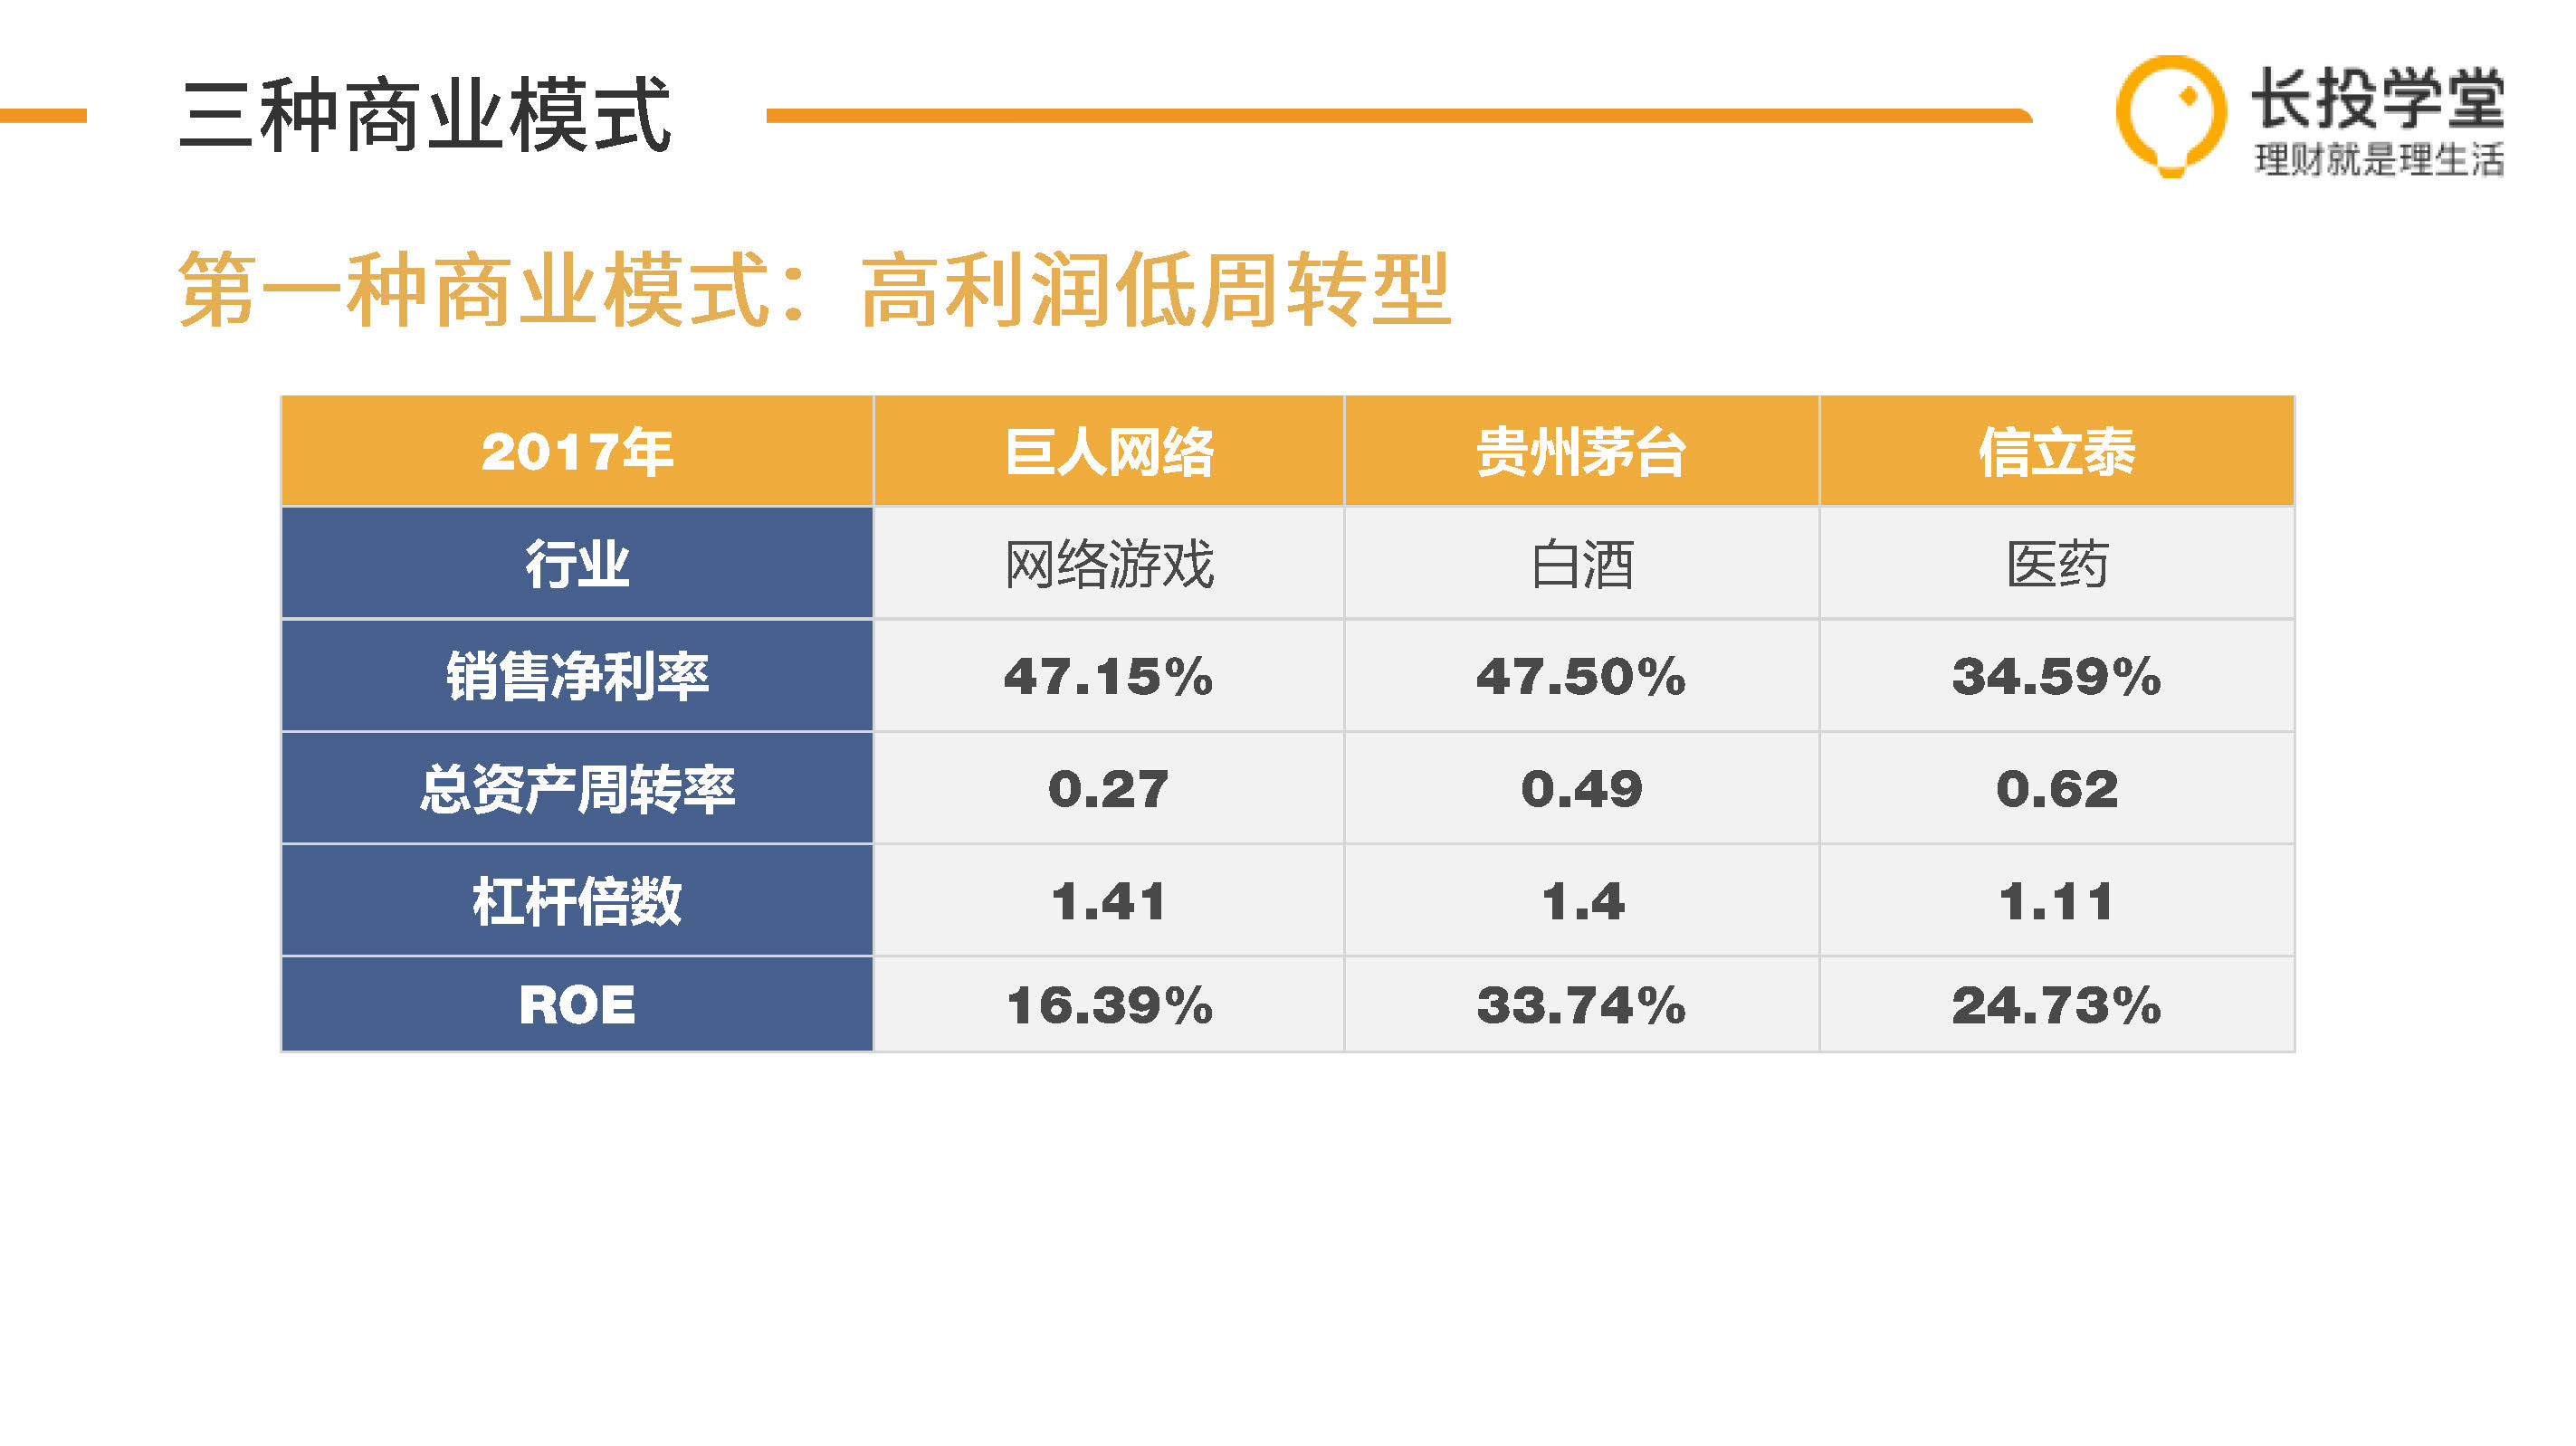 三种商业模式
长投学堂
理财就是理生活
第一种商业模式：高利润低周转型
2017年 巨人网络 贵州茅台 信立泰
行业 网络游戏 白酒 医药
销售净利率 47.15% 47.50% 34.59%
总资产周转率 0.27 0.49 0.62
杠杆倍数 1.41 1.4 1.11
ROE 16.39% 33.74% 24.73%